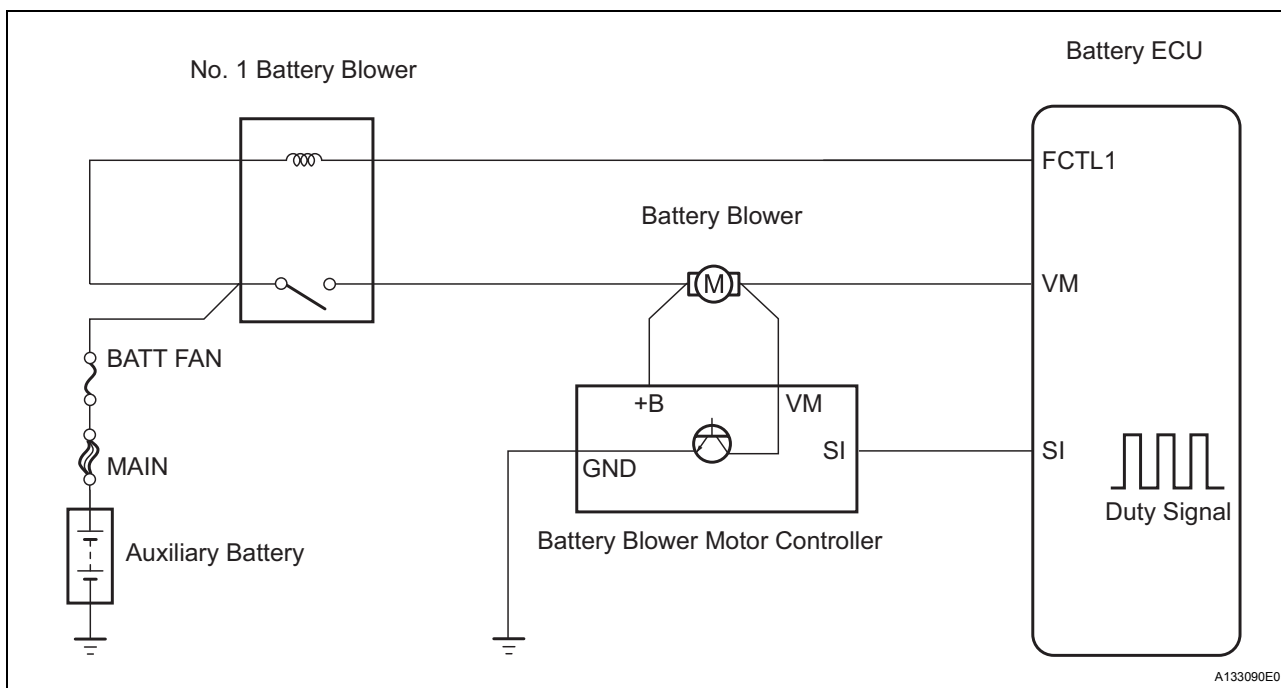 Battery ECU
No. 1 Battery Blower
FCTL1
Battery Blower
M
VM
BATT FAN
+B
VM
MAIN
GND
SI
SI
Duty Signal
Auxiliary Battery
Battery Blower Motor Controller
A133090E01